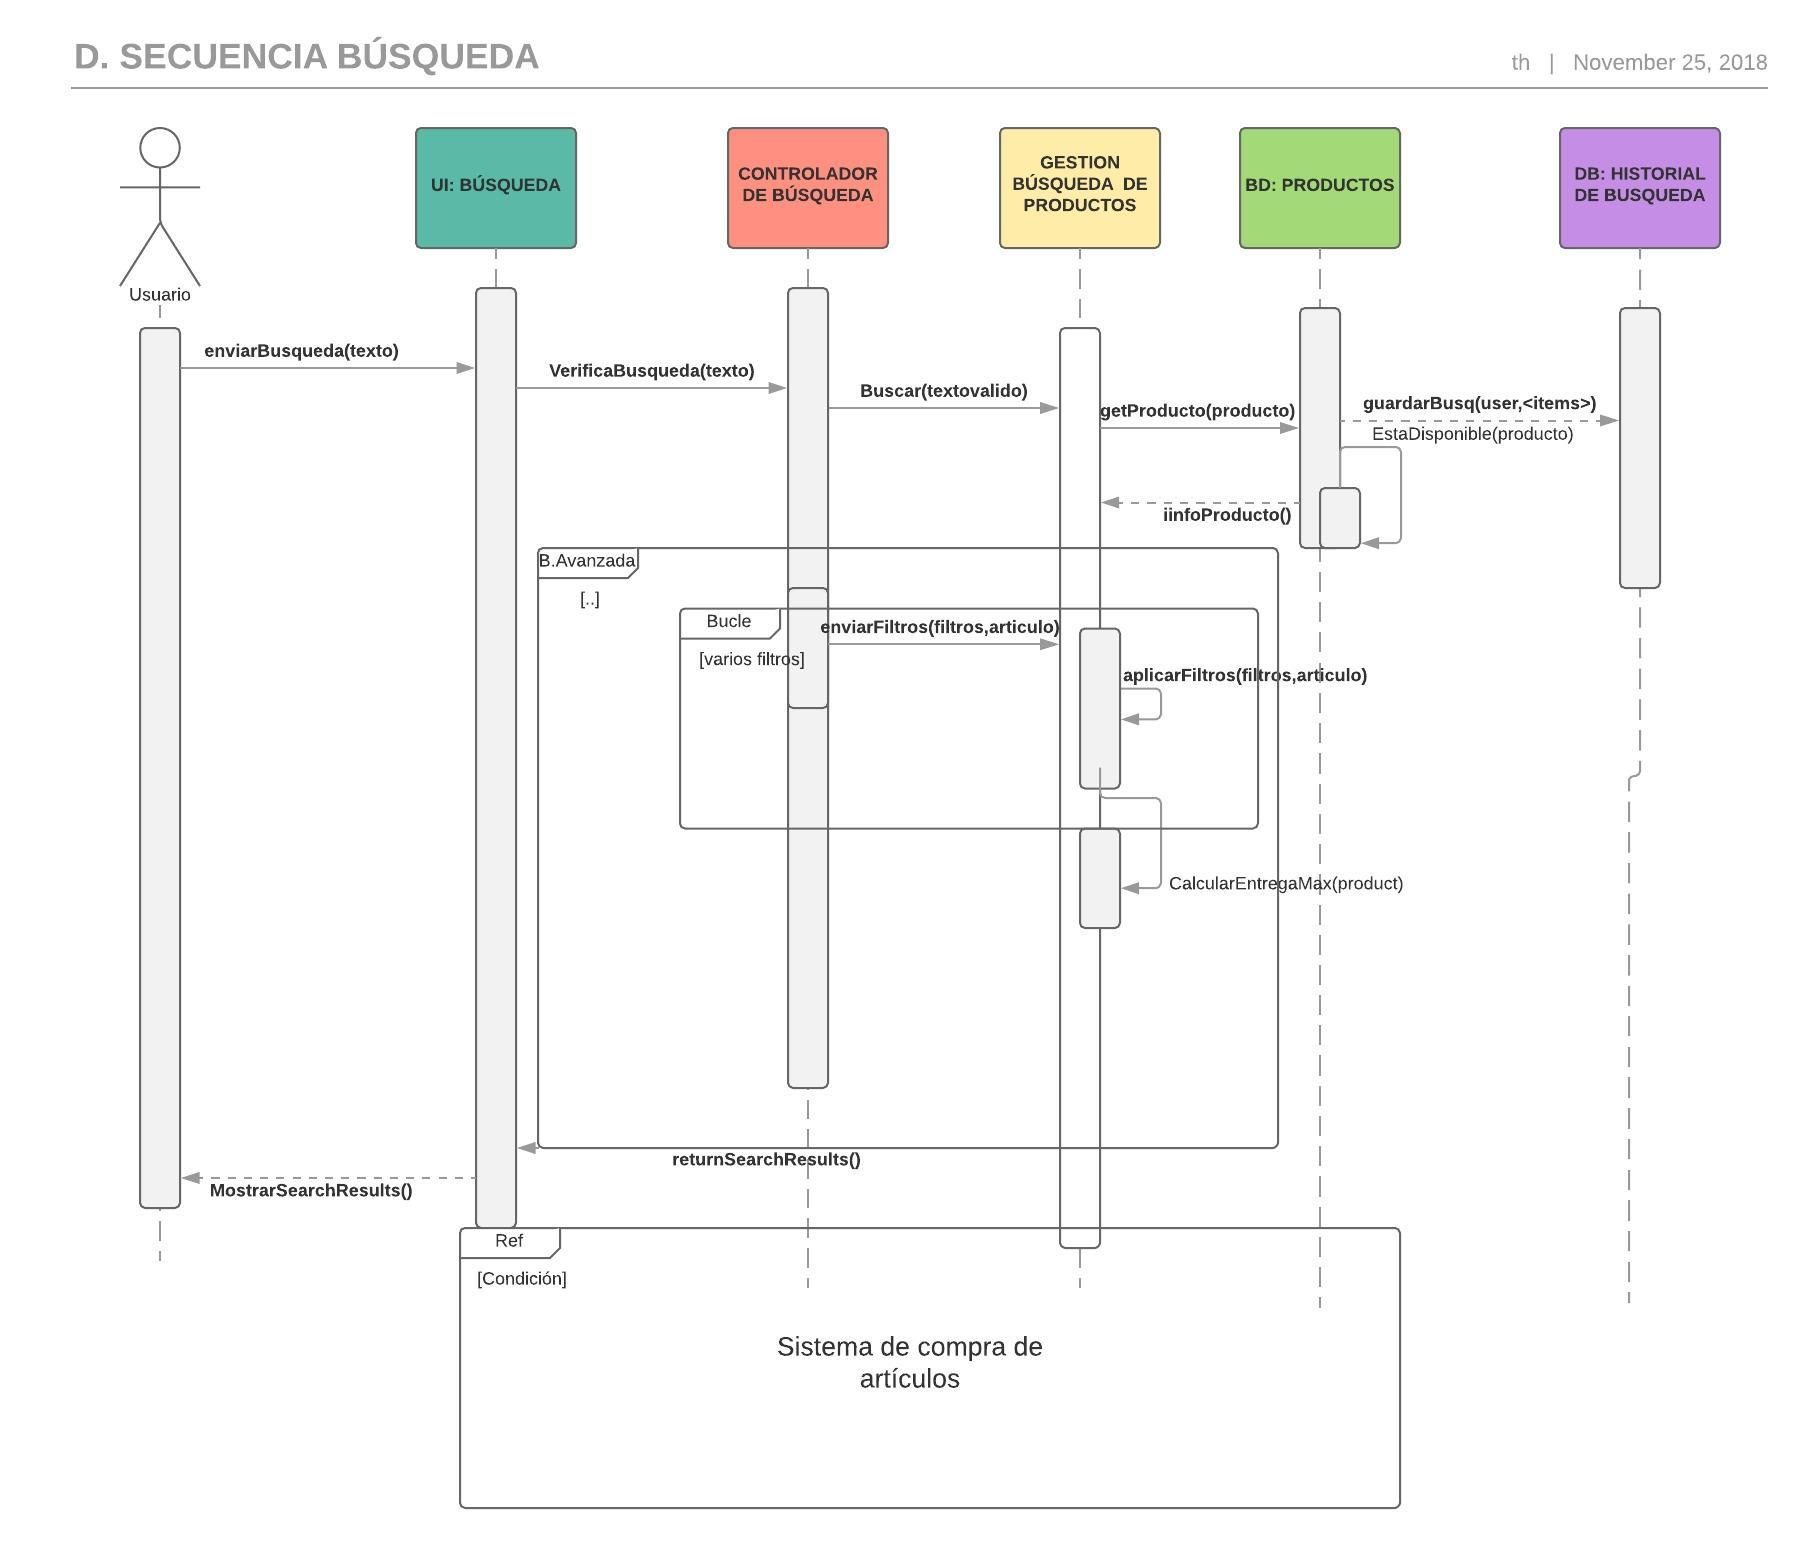 D. SECUENCIA BÚSQUEDA
th | November 25, 2018
UI: BÚSQUEDA
CONTROLADOR
DE BÚSQUEDA
GESTION
BÚSQUEDA DE
PRODUCTOS
BD: PRODUCTOS
DB: HISTORIAL
DE BUSQUEDA
Usuario
enviarBusqueda(texto)
VerificaBusqueda(texto)
Buscar(textovalido)
getProducto(producto)
guardarBusq(user,<items>)
EstaDisponible(producto)
iinfoProducto()
B.Avanzada
[..]
Bucle
enviarFiltros(filtros,articulo)
[varios filtros]
aplicarFiltros(filtros,articulo)
CalcularEntregaMax(product)
returnSearchResults()
MostrarSearchResults()
Ref
[Condición]
Sistema de compra de
artículos